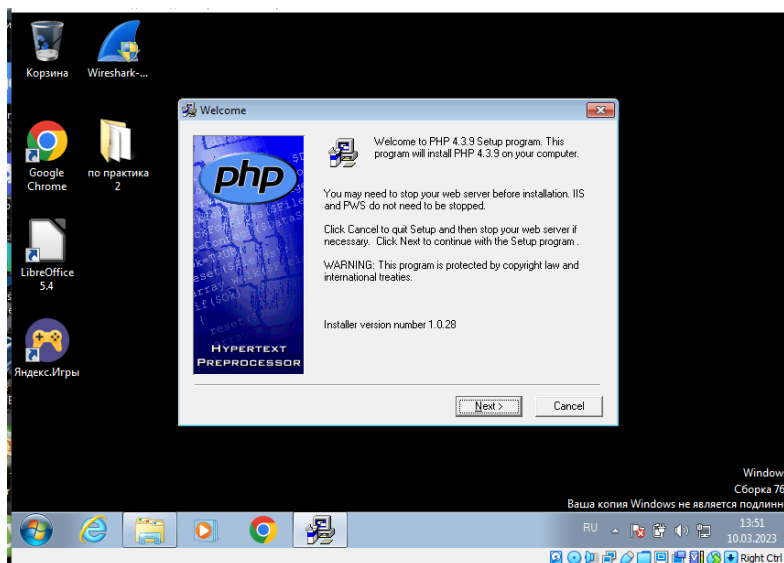 Корзина
Wireshark-...
Google
Chrome
по практика
2
LibreOffice
5.4
Яндекс.Игры
Welcome
php
HYPERTEXT
PREPROCESSOR
Welcome to PHP 4.3.9 Setup program. This
program will install PHP 4.3.9 on your computer.
You may need to stop your web server before installation. IIS
and PWS do not need to be stopped.
Click Cancel to quit Setup and then stop your web server if
necessary. Click Next to continue with the Setup program .
WARNING: This program is protected by copyright law and
international treaties.
Installer version number 1.0.28
Next >
Cancel
Window
Сборка 76
Ваша копия Windows не является подлинн
RU
13:51
10.03.2023
Right Ctrl